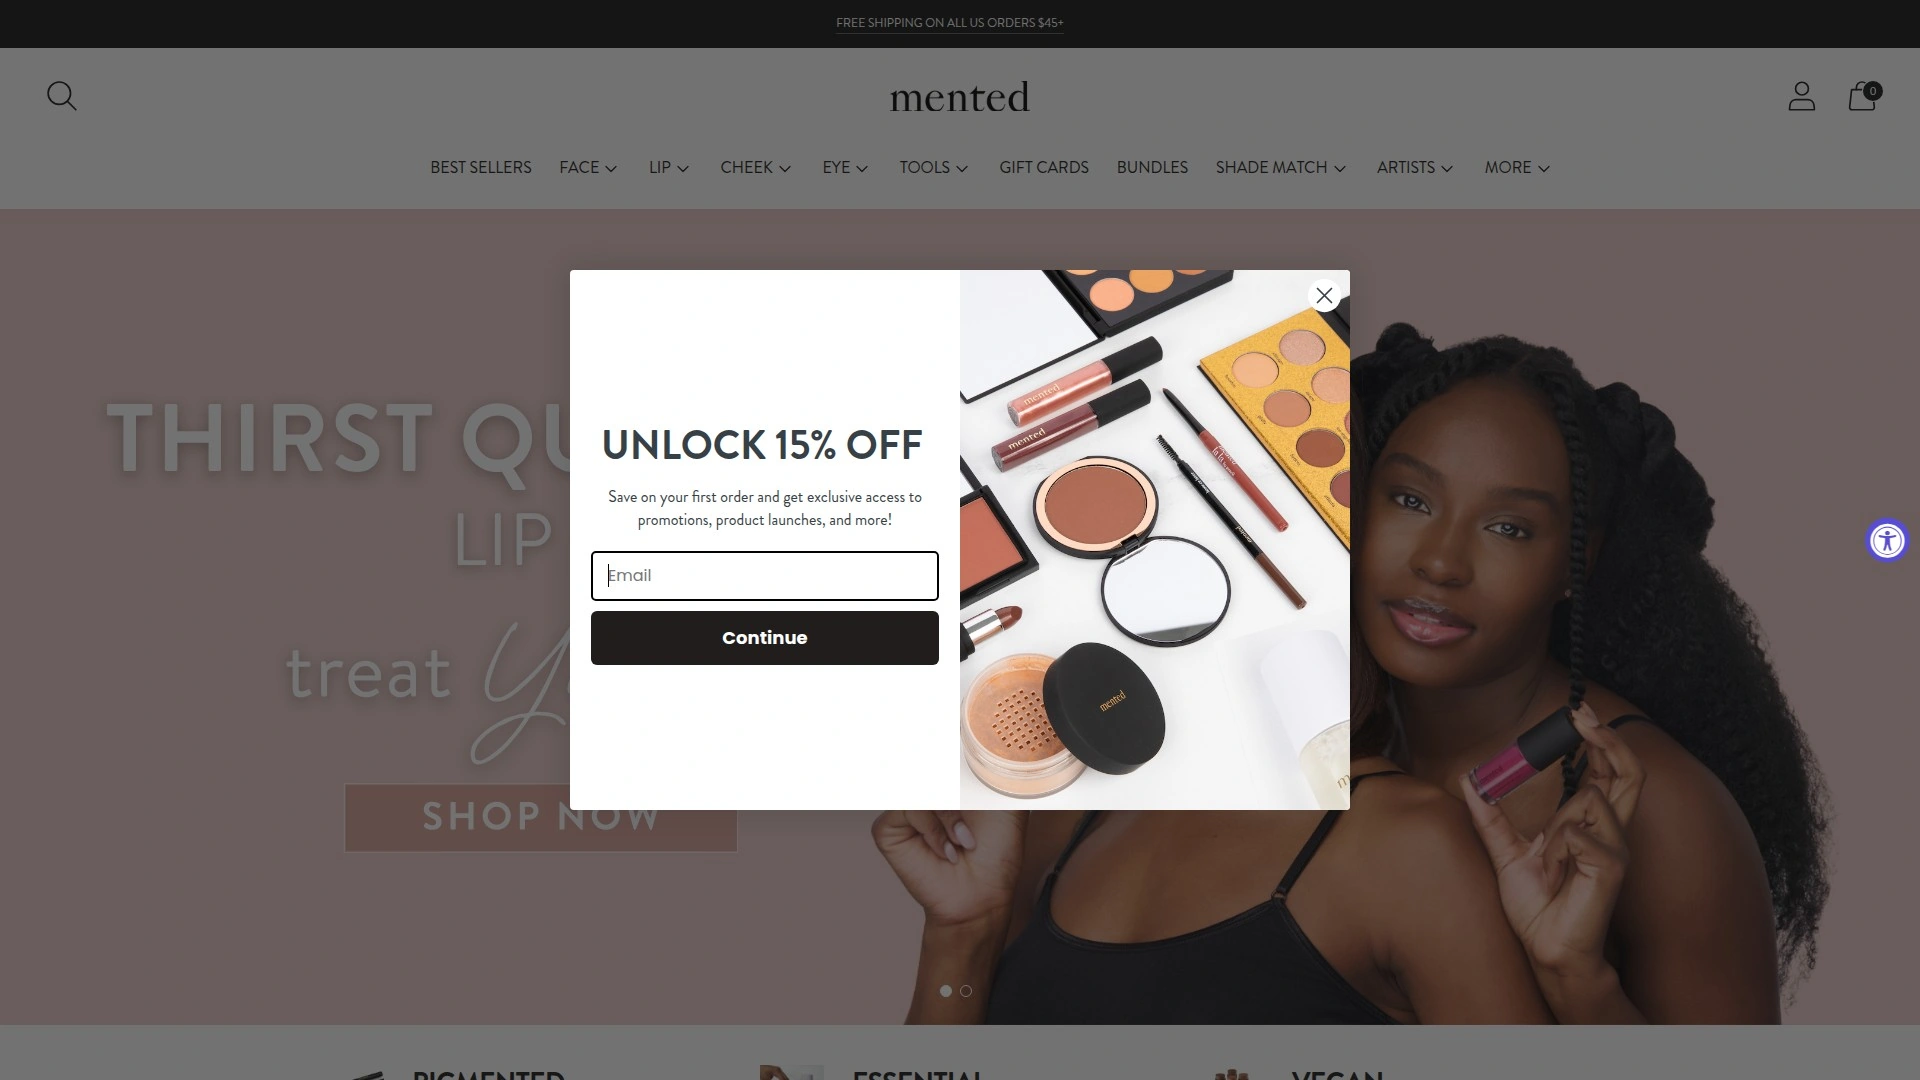 FREE SHIPPING ON ALL US ORDERS $45+
mented
0
BEST SELLERS FACE LIP CHEEK EYE TOOLS GIFT CARDS BUNDLES SHADE MATCH ARTISTS MORE
THIRST
LIP
treat
SHOP NOW
UNLOCK 15% OFF
Save on your first order and get exclusive access to
promotions, product launches, and more!
Email
Continue
mented
mented
mented
PIGMENTED ESSENTIAL VEGAN